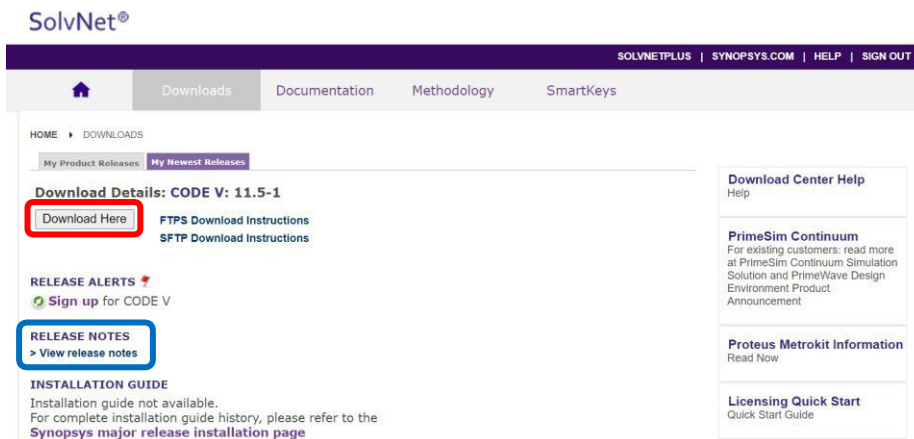 SolvNet®
SOLVNETPLUS | SYNOPSYS.COM | HELP | SIGN OUT
Downloads Documentation Methodology SmartKeys
HOME DOWNLOADS
My Product Releases My Newest Releases
Download Details: CODE V: 11.5-1
Download Here
FTPS Download Instructions
SFTP Download Instructions
RELEASE ALERTS
Sign up for CODE V
RELEASE NOTES
> View release notes
INSTALLATION GUIDE
Installation guide not available.
For complete installation guide history, please refer to the
Synopsys major release installation page
Download Center Help
Help
PrimeSim Continuum
For existing customers: read more
at PrimeSim Continuum Simulation
Solution and PrimeWave Design
Environment Product
Announcement
Proteus Metrokit Information
Read Now
Licensing Quick Start
Quick Start Guide